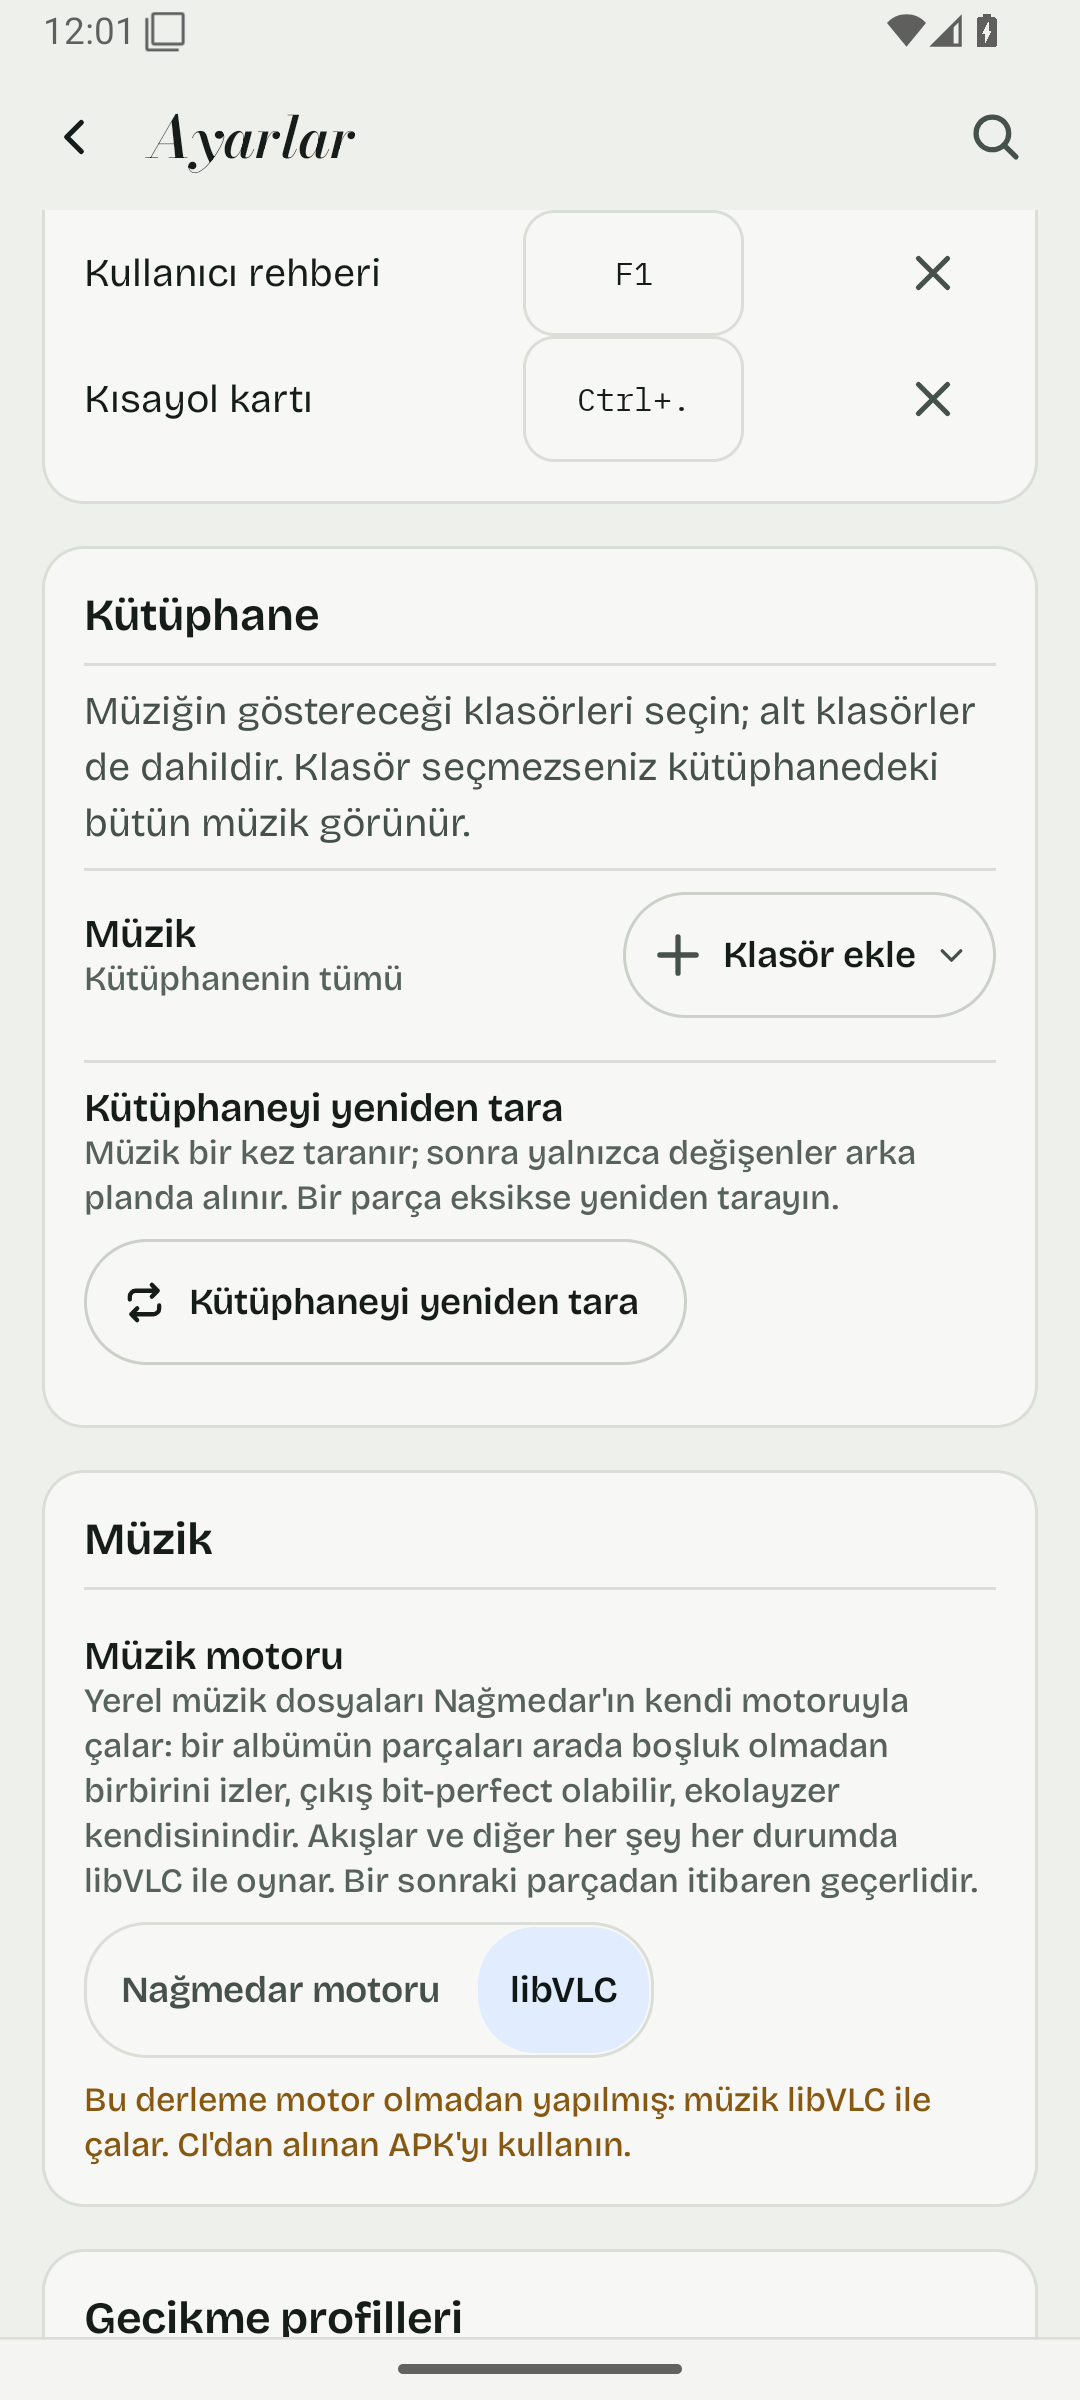 12:01
Ayarlar
Kullanıcı rehberi
F1
Kısayol kartı
Ctrl+.
Kütüphane
Müziğin göstereceği klasörleri seçin; alt klasörler
de dahildir. Klasör seçmezseniz kütüphanedeki
bütün müzik görünür.
Müzik
Kütüphanenin tümü
Klasör ekle
Kütüphaneyi yeniden tara
Müzik bir kez taranır; sonra yalnızca değişenler arka
planda alınır. Bir parça eksikse yeniden tarayın.
Kütüphaneyi yeniden tara
Müzik
Müzik motoru
Yerel müzik dosyaları Nağmedar'ın kendi motoruyla
çalar: bir albümün parçaları arada boşluk olmadan
birbirini izler, çıkış bit-perfect olabilir, ekolayzer
kendisinindir. Akışlar ve diğer her şey her durumda
libVLC ile oynar. Bir sonraki parçadan itibaren geçerlidir.
Nağmedar motoru
libVLC
Bu derleme motor olmadan yapılmış: müzik libVLC ile
çalar. CI'dan alınan APK'yı kullanın.
Gecikme profilleri